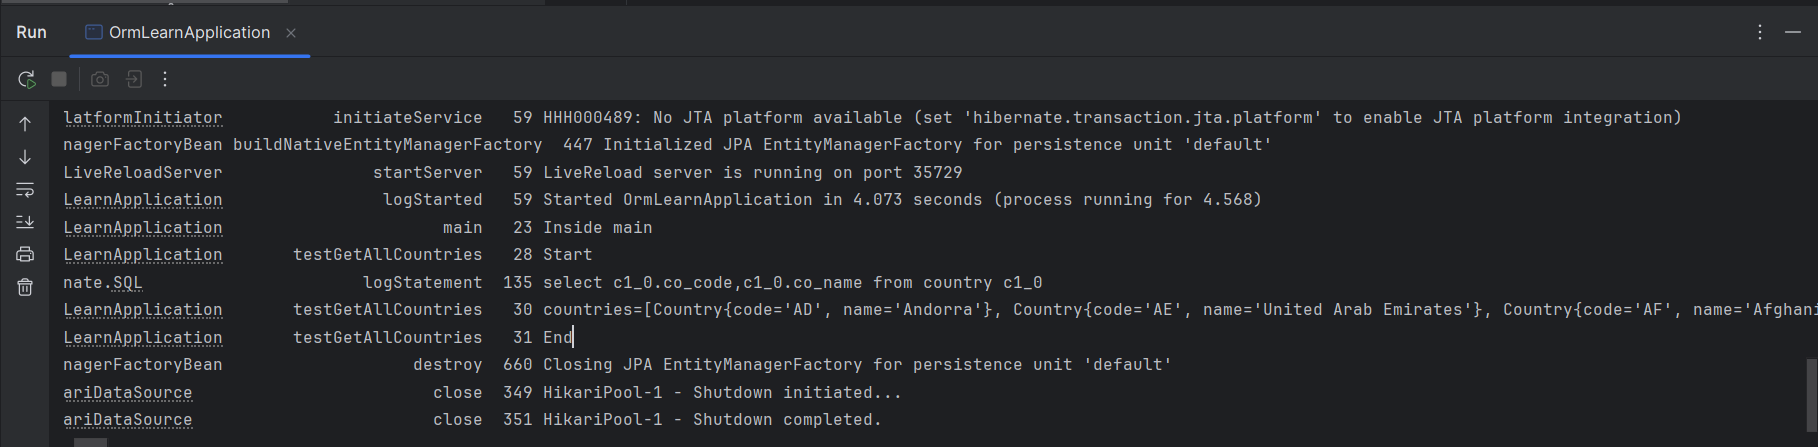 Run OrmLearnApplication
latformInitiator initiateService 59 HHH000489: No JTA platform available (set 'hibernate.transaction.jta.platform' to enable JTA platform integration)
nagerFactoryBean buildNativeEntityManagerFactory 447 Initialized JPA EntityManagerFactory for persistence unit 'default'
LiveReloadServer startServer 59 LiveReload server is running on port 35729
LearnApplication logStarted 59 Started OrmLearnApplication in 4.073 seconds (process running for 4.568)
LearnApplication main 23 Inside main
LearnApplication testGetAllCountries 28 Start
nate.SQL logStatement 135 select c1_0.co_code,c1_0.co_name from country c1_0
LearnApplication testGetAllCountries 30 countries=[Country{code='AD', name='Andorra'}, Country{code='AE', name='United Arab Emirates'}, Country{code='AF', name='Afghani
LearnApplication testGetAllCountries 31 End
nagerFactoryBean destroy 660 Closing JPA EntityManagerFactory for persistence unit 'default'
ariDataSource close 349 HikariPool-1 - Shutdown initiated...
ariDataSource close 351 HikariPool-1 - Shutdown completed.